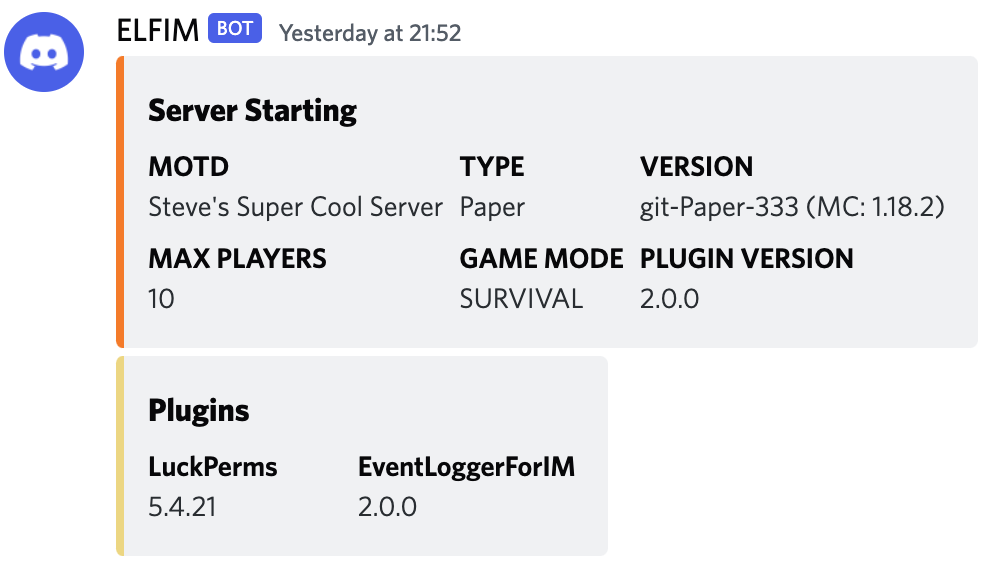 ELFIM BOT Yesterday at 21:52
Server Starting
MOTD TYPE VERSION
Steve's Super Cool Server Paper git-Paper-333 (MC: 1.18.2)
MAX PLAYERS GAME MODE PLUGIN VERSION
10 SURVIVAL 2.0.0
Plugins
LuckPerms EventLoggerForIM
5.4.21 2.0.0